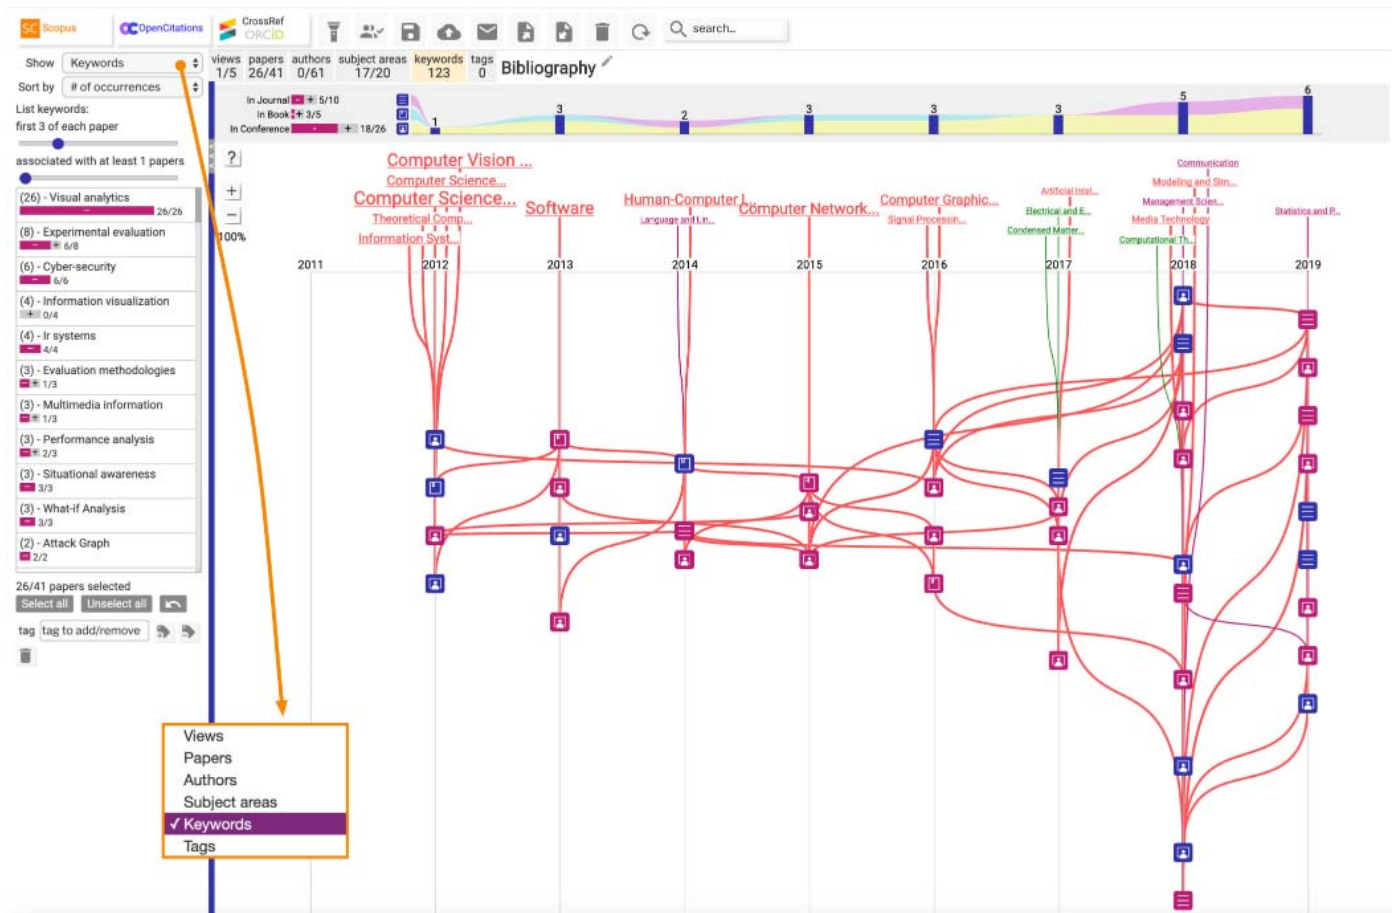 SC Scopus
OpenCitations
CrossRef
ORCID
search...
Show Keywords
Sort by # of occurrences
List keywords:
first 3 of each paper
associated with at least 1 papers
(26) - Visual analytics
- 26/26
(8) - Experimental evaluation
- + 6/8
(6) - Cyber-security
- 6/6
(4) - Information visualization
+ 0/4
(4) - Ir systems
- 4/4
(3) - Evaluation methodologies
- + 1/3
(3) - Multimedia information
- + 1/3
(3) - Performance analysis
- + 2/3
(3) - Situational awareness
- 3/3
(3) - What-if Analysis
- 3/3
(2) - Attack Graph
- 2/2
26/41 papers selected
Select all Unselect all
tag tag to add/remove
views papers authors subject areas keywords tags
1/5 26/41 0/61 17/20 123 0
Bibliography
In Journal - + 5/10
In Book + 3/5
In Conference - + 18/26
1 3 2 3 3 3 5 6
?
+
−
100%
Computer Vision ...
Computer Science...
Computer Science...
Theoretical Comp...
Information Syst...
Software
Human-Computer I...
Language and Lin...
Computer Network...
Computer Graphic...
Signal Processin...
Artificial Intel...
Electrical and E...
Condensed Matter...
Communication
Modeling and Sim...
Management Scien...
Media Technology
Computational Th...
Statistics and P...
2011 2012 2013 2014 2015 2016 2017 2018 2019
Views
Papers
Authors
Subject areas
✓ Keywords
Tags